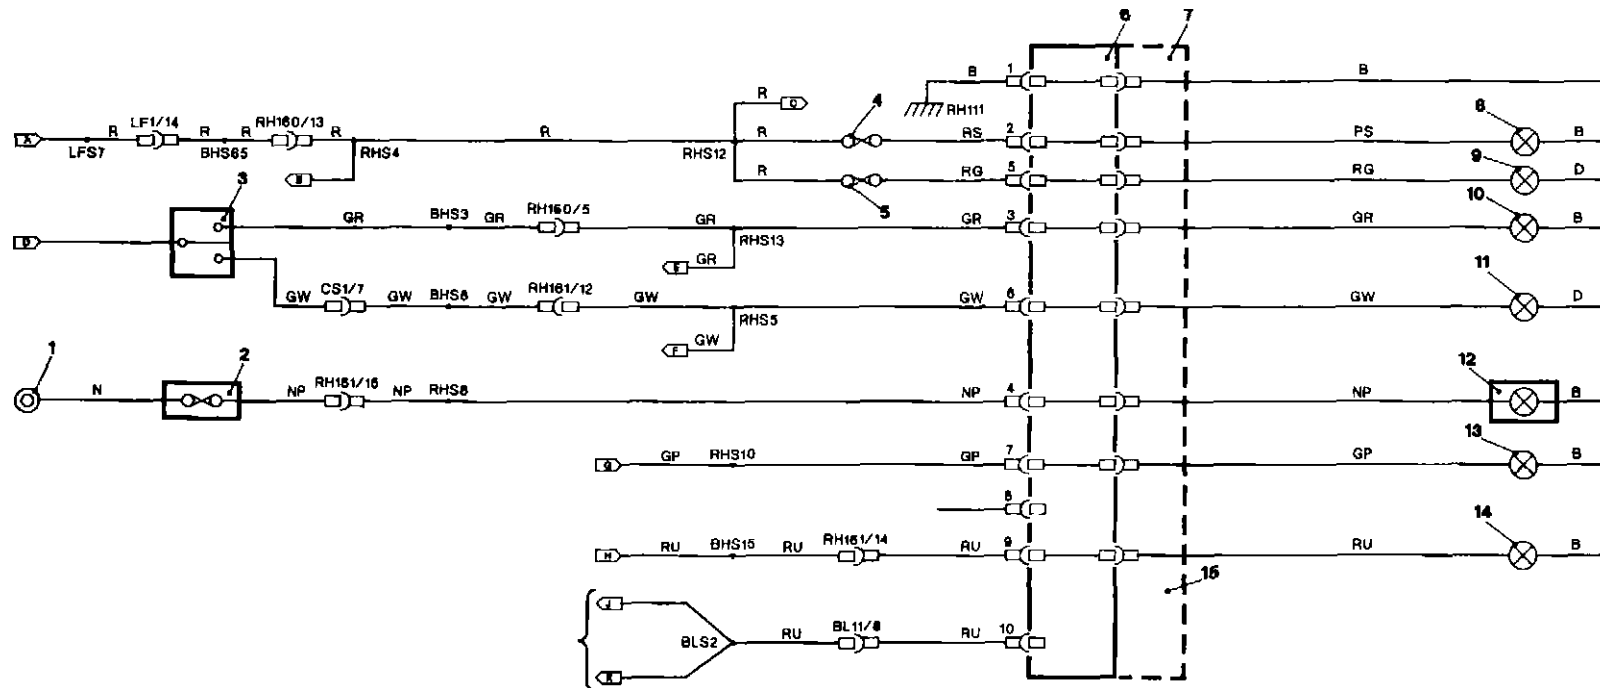 6 7
B 1 B
R C 4 RH111 8
A R LF1/14 R R RH160/13 R R R RS 2 PS B
LFS7 BHS65 RHS4 RHS12 9
B R RG 5 RG D
3 5 10
GR BHS3 GR RH160/5 GR GR 3 GR B
D RHS13
E GR 11
GW CS1/7 GW BHS6 GW RH161/12 GW GW 6 GW D
RHS5
F GW
1 2 12
N NP RH161/16 NP RHS8 NP 4 NP B
13
G GP RHS10 GP 7 GP B
8
14
H RU BHS15 RU RH161/14 RU 9 RU B
15
J
BLS2 RU BL11/8 RU 10
K